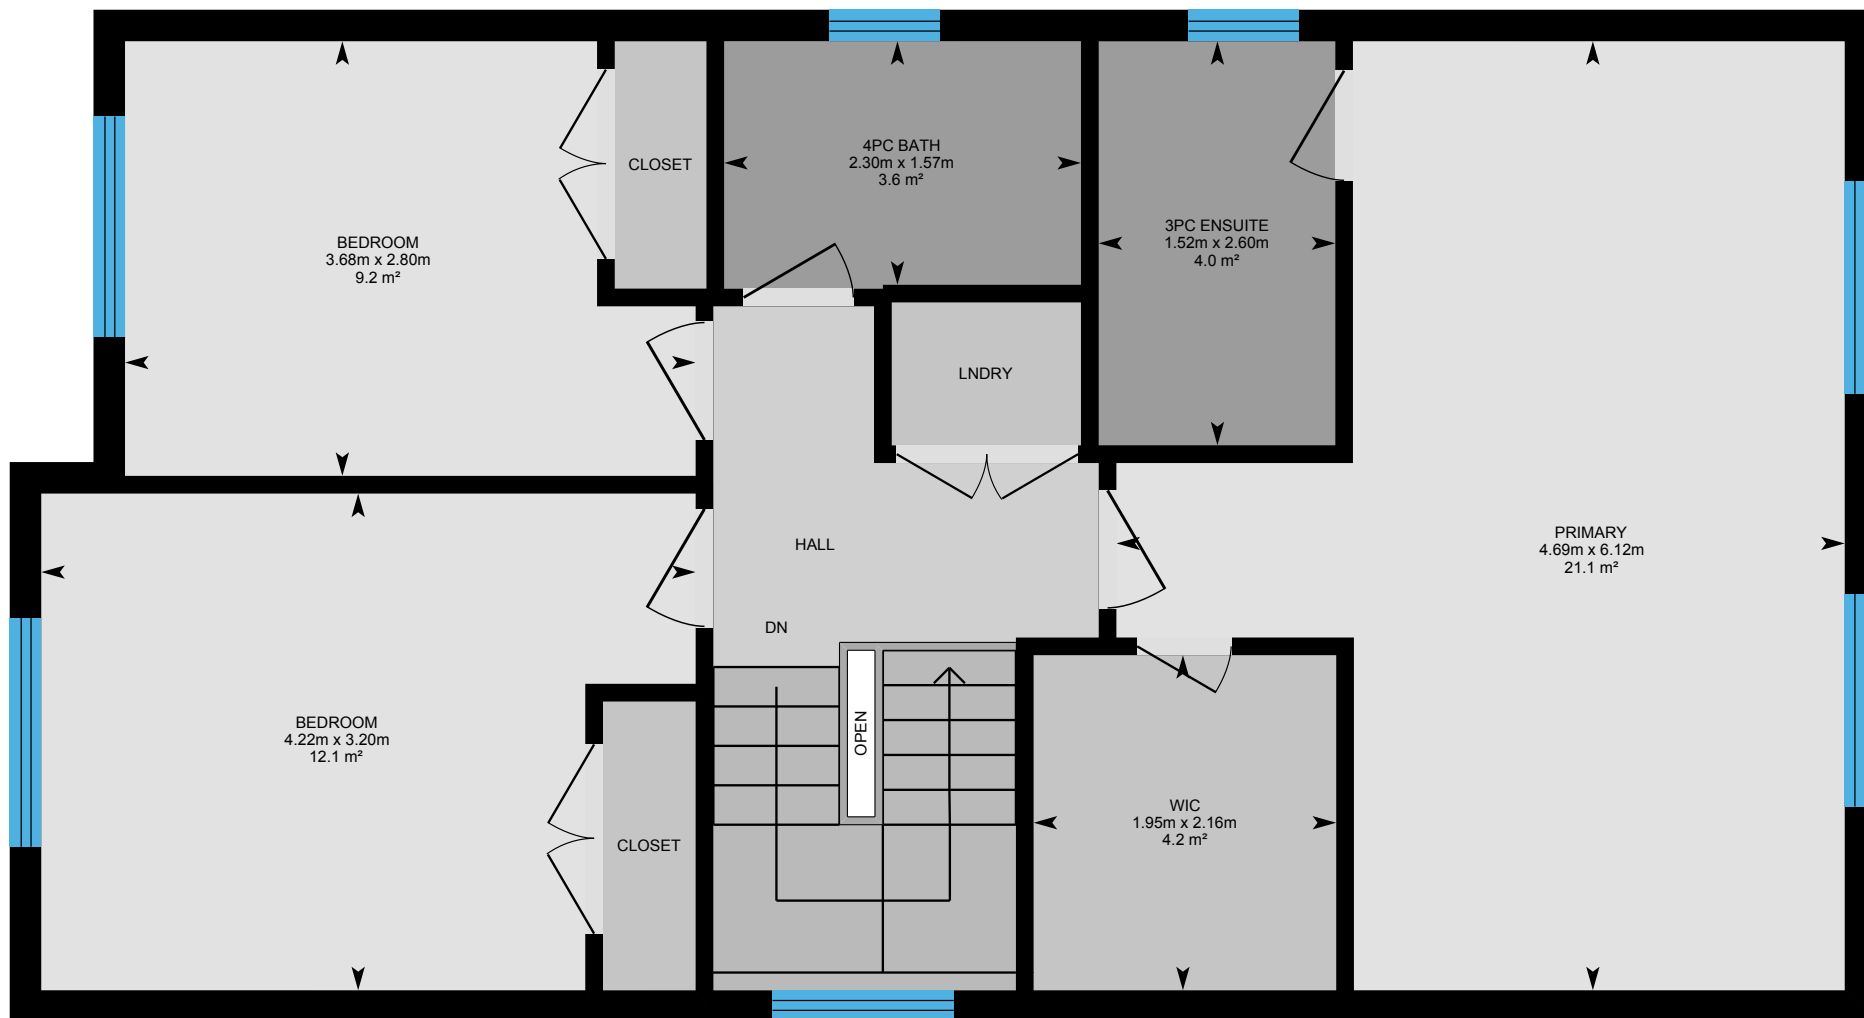 CLOSET
4PC BATH
2.30m x 1.57m
3.6 m²
BEDROOM
3.68m x 2.80m
9.2 m²
3PC ENSUITE
1.52m x 2.60m
4.0 m²
LNDRY
HALL
PRIMARY
4.69m x 6.12m
21.1 m²
DN
BEDROOM
4.22m x 3.20m
12.1 m²
OPEN
CLOSET
WIC
1.95m x 2.16m
4.2 m²